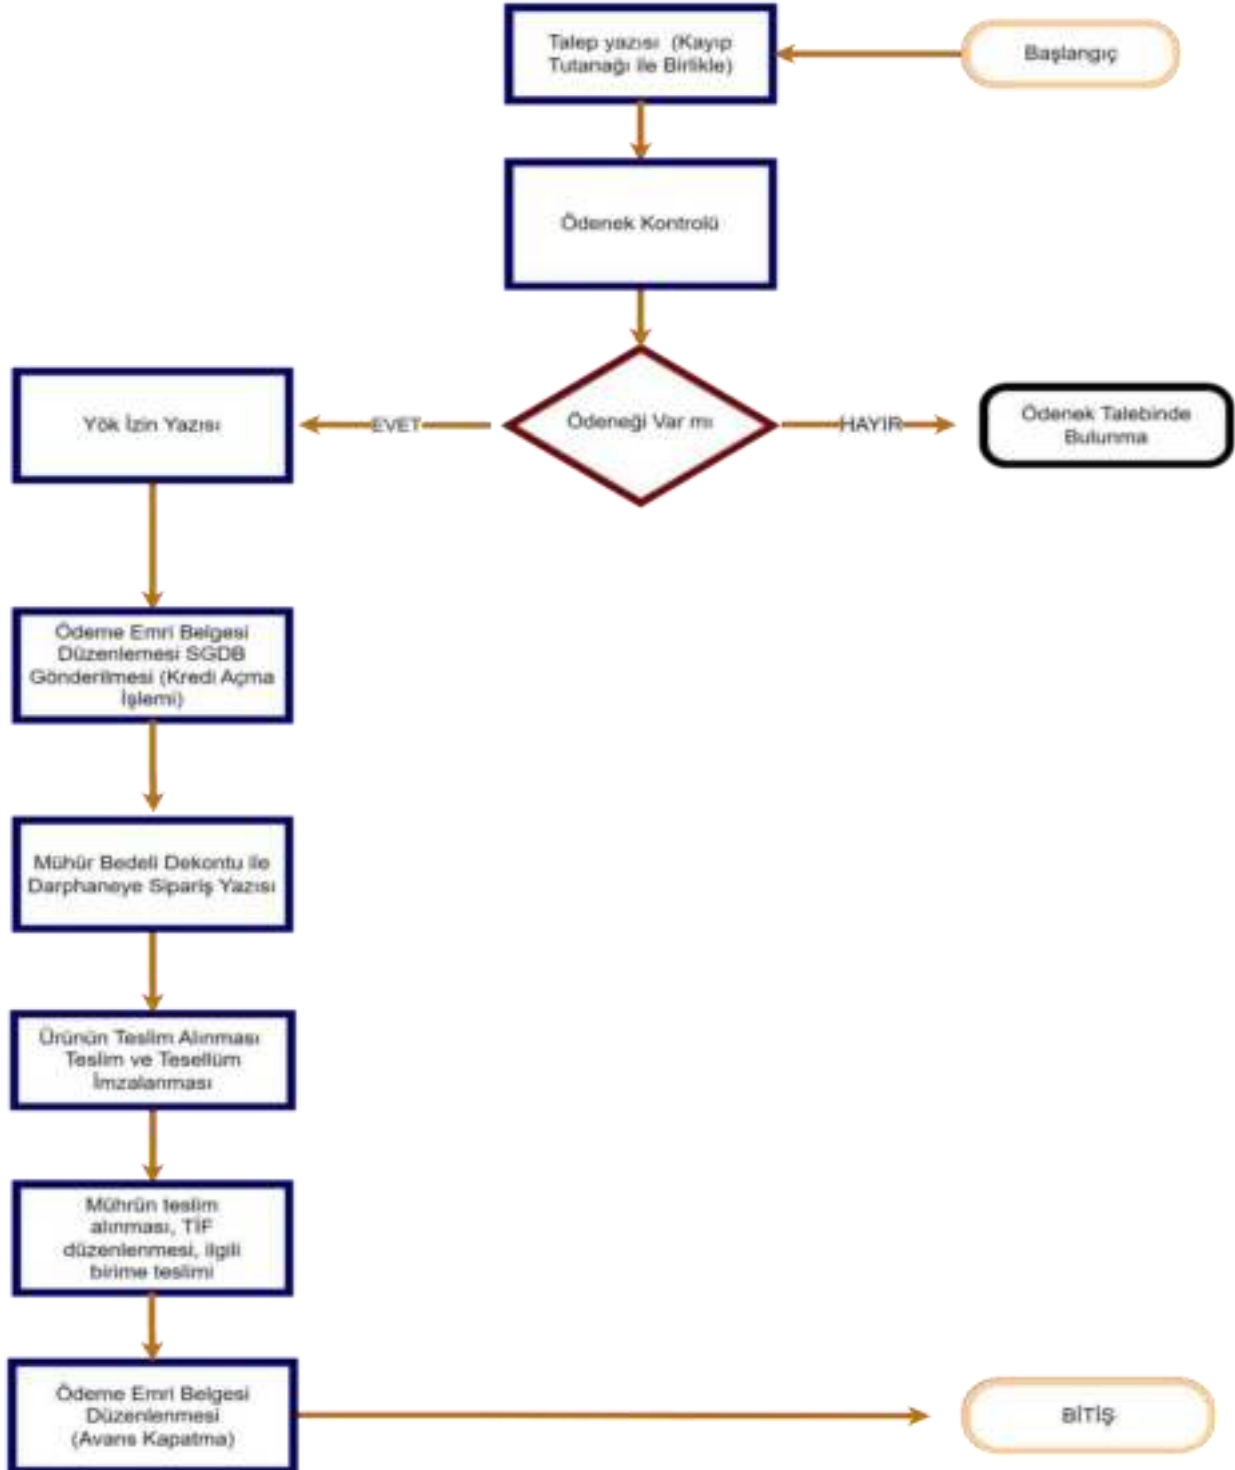 Talep yazısı (Kayıp
Tutanağı ile Birlikle)
Başlangıç
Ödenek Kontrolü
Ödeneği Var mı
EVET
HAYIR
Yök İzin Yazısı
Ödenek Talebinde
Bulunma
Ödeme Emri Belgesi
Düzenlemesi SGDB
Gönderilmesi (Kredi Açma
İşlemi)
Mühür Bedeli Dekontu ile
Darphaneye Sipariş Yazısı
Ürünün Teslim Alınması
Teslim ve Tesellüm
İmzalanması
Mührün teslim
alınması, TİF
düzenlenmesi, ilgili
birime teslimi
Ödeme Emri Belgesi
Düzenlenmesi
(Avans Kapatma)
BİTİŞ